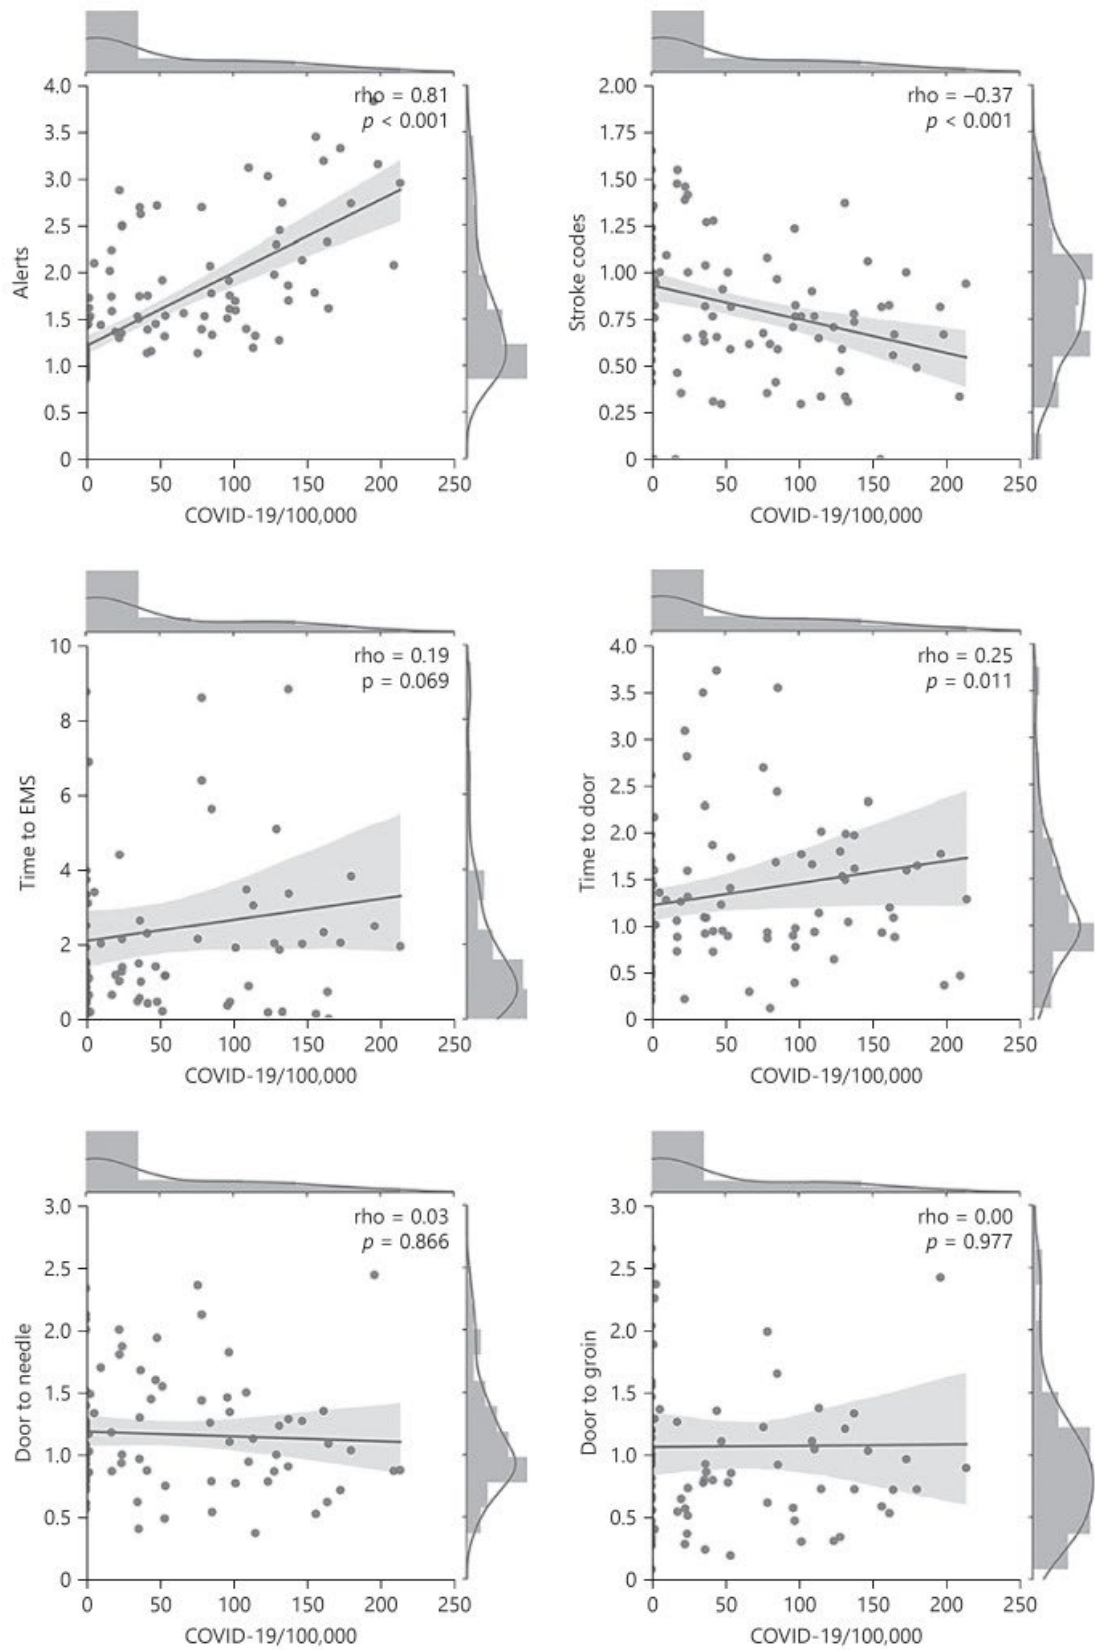 rho = 0.81
p < 0.001
4.0
3.5
3.0
2.5
2.0
1.5
1.0
0.5
0
Alerts
0 50 100 150 200 250
COVID-19/100,000
rho = –0.37
p < 0.001
2.00
1.75
1.50
1.25
1.00
0.75
0.50
0.25
0
Stroke codes
0 50 100 150 200 250
COVID-19/100,000
rho = 0.19
p = 0.069
10
8
6
4
2
0
Time to EMS
0 50 100 150 200 250
COVID-19/100,000
rho = 0.25
p = 0.011
4.0
3.5
3.0
2.5
2.0
1.5
1.0
0.5
0
Time to door
0 50 100 150 200 250
COVID-19/100,000
rho = 0.03
p = 0.866
3.0
2.5
2.0
1.5
1.0
0.5
0
Door to needle
0 50 100 150 200 250
COVID-19/100,000
rho = 0.00
p = 0.977
3.0
2.5
2.0
1.5
1.0
0.5
0
Door to groin
0 50 100 150 200 250
COVID-19/100,000